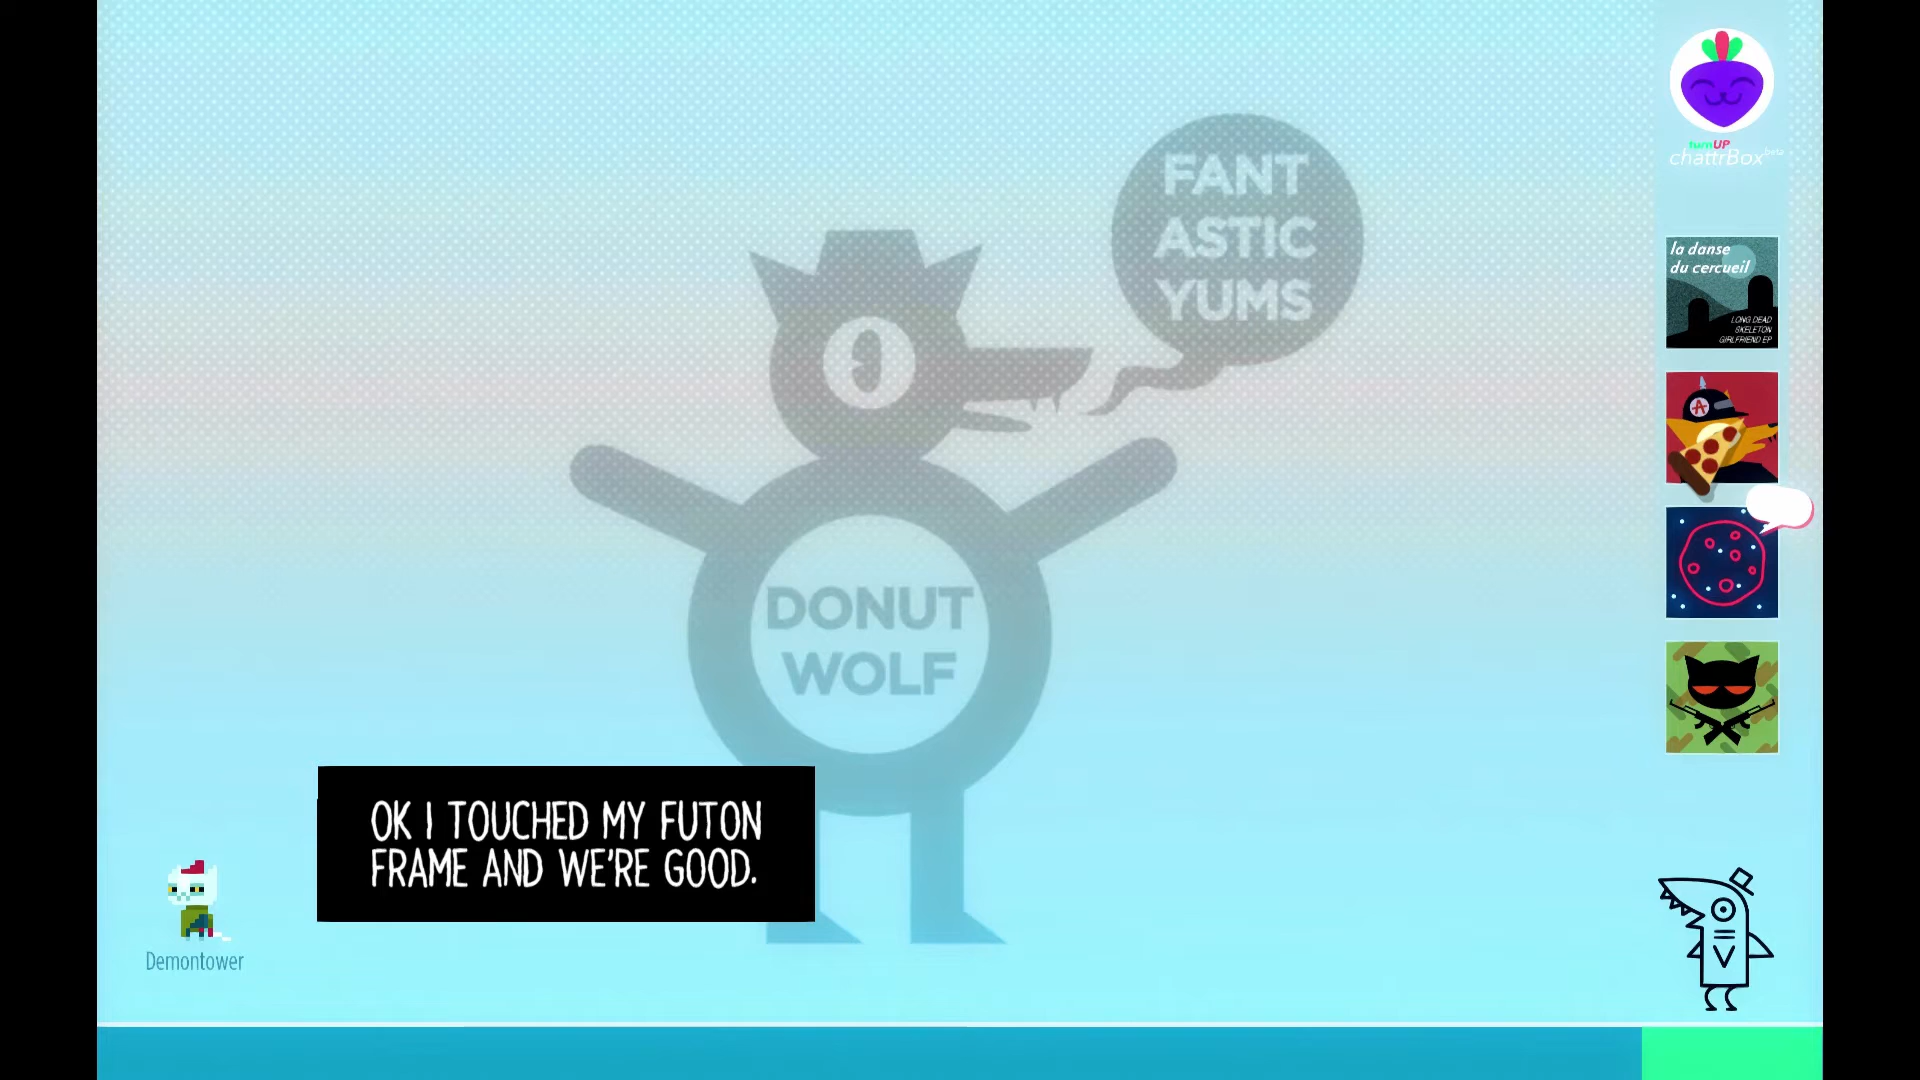 turnUP
chattrBox beta
FANT
ASTIC
YUMS
la danse
du cercueil
LONG DEAD
SKELETON
GIRLFRIEND EP
A
DONUT
WOLF
OK I TOUCHED MY FUTON
FRAME AND WE'RE GOOD.
Demontower